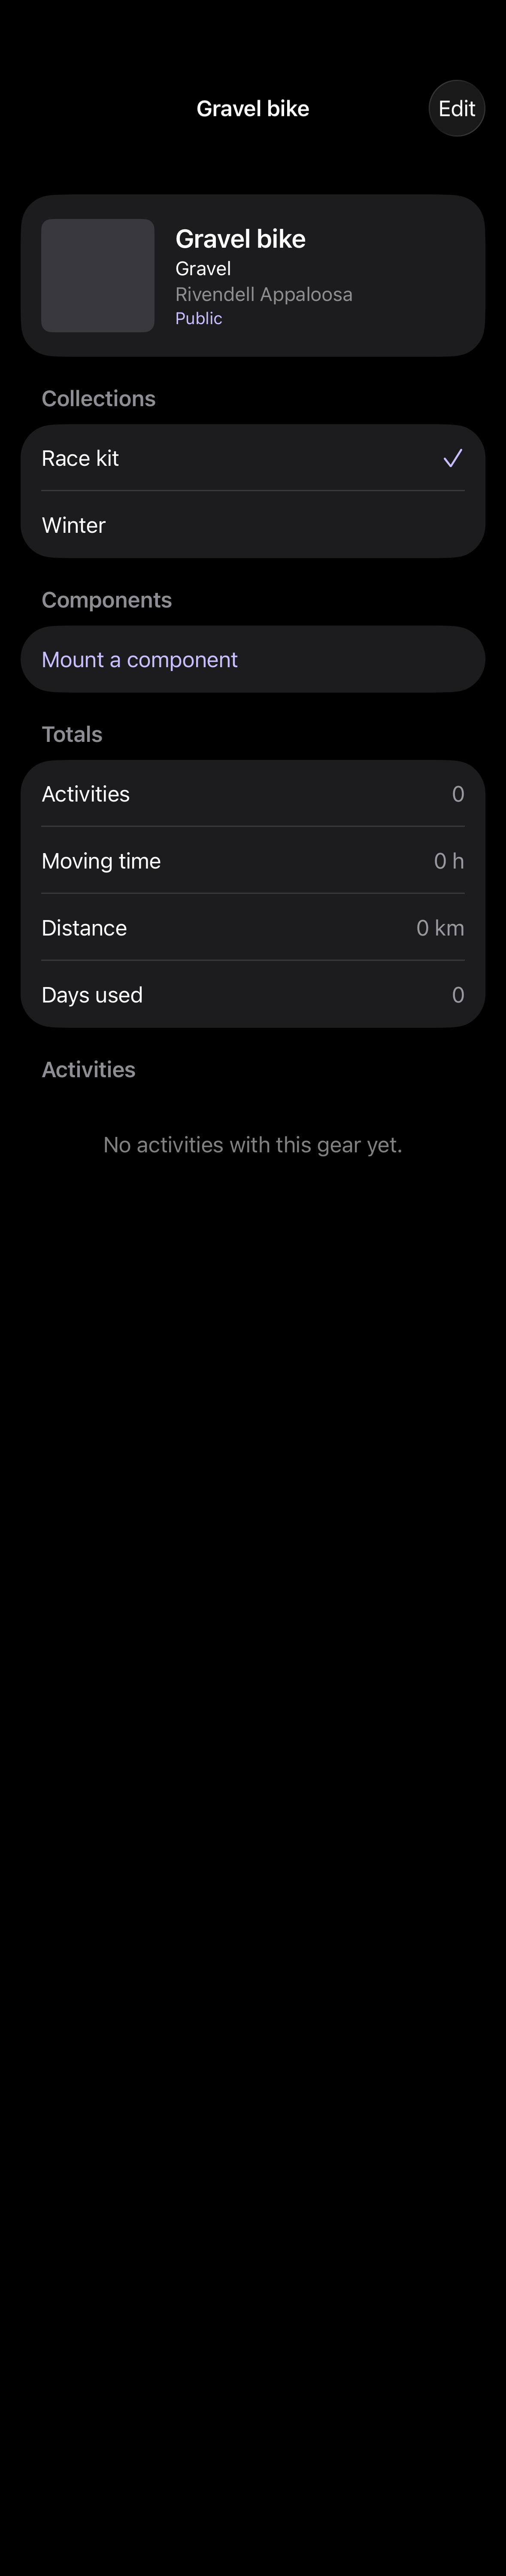 Gravel bike
Edit
Gravel bike
Gravel
Rivendell Appaloosa
Public
Collections
Race kit
Winter
Components
Mount a component
Totals
Activities 0
Moving time 0 h
Distance 0 km
Days used 0
Activities
No activities with this gear yet.